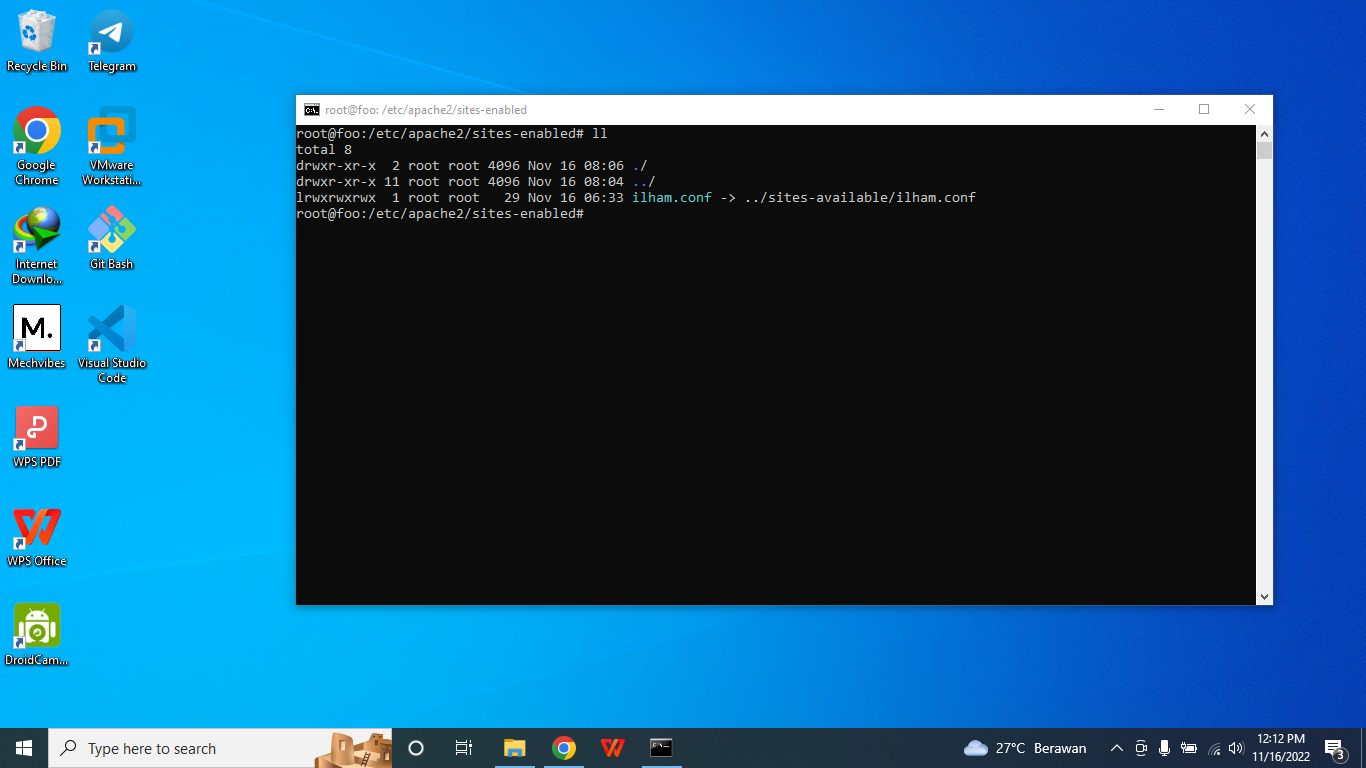 Recycle Bin
Telegram
Google
Chrome
VMware
Workstati...
Internet
Downlo...
Git Bash
M.
Mechvibes
Visual Studio
Code
WPS PDF
WPS Office
DroidCam...
root@foo: /etc/apache2/sites-enabled
root@foo:/etc/apache2/sites-enabled# ll
total 8
drwxr-xr-x  2 root root 4096 Nov 16 08:06 ./
drwxr-xr-x 11 root root 4096 Nov 16 08:04 ../
lrwxrwxrwx  1 root root   29 Nov 16 06:33 ilham.conf -> ../sites-available/ilham.conf
root@foo:/etc/apache2/sites-enabled#
Type here to search
27°C Berawan
12:12 PM
11/16/2022
3